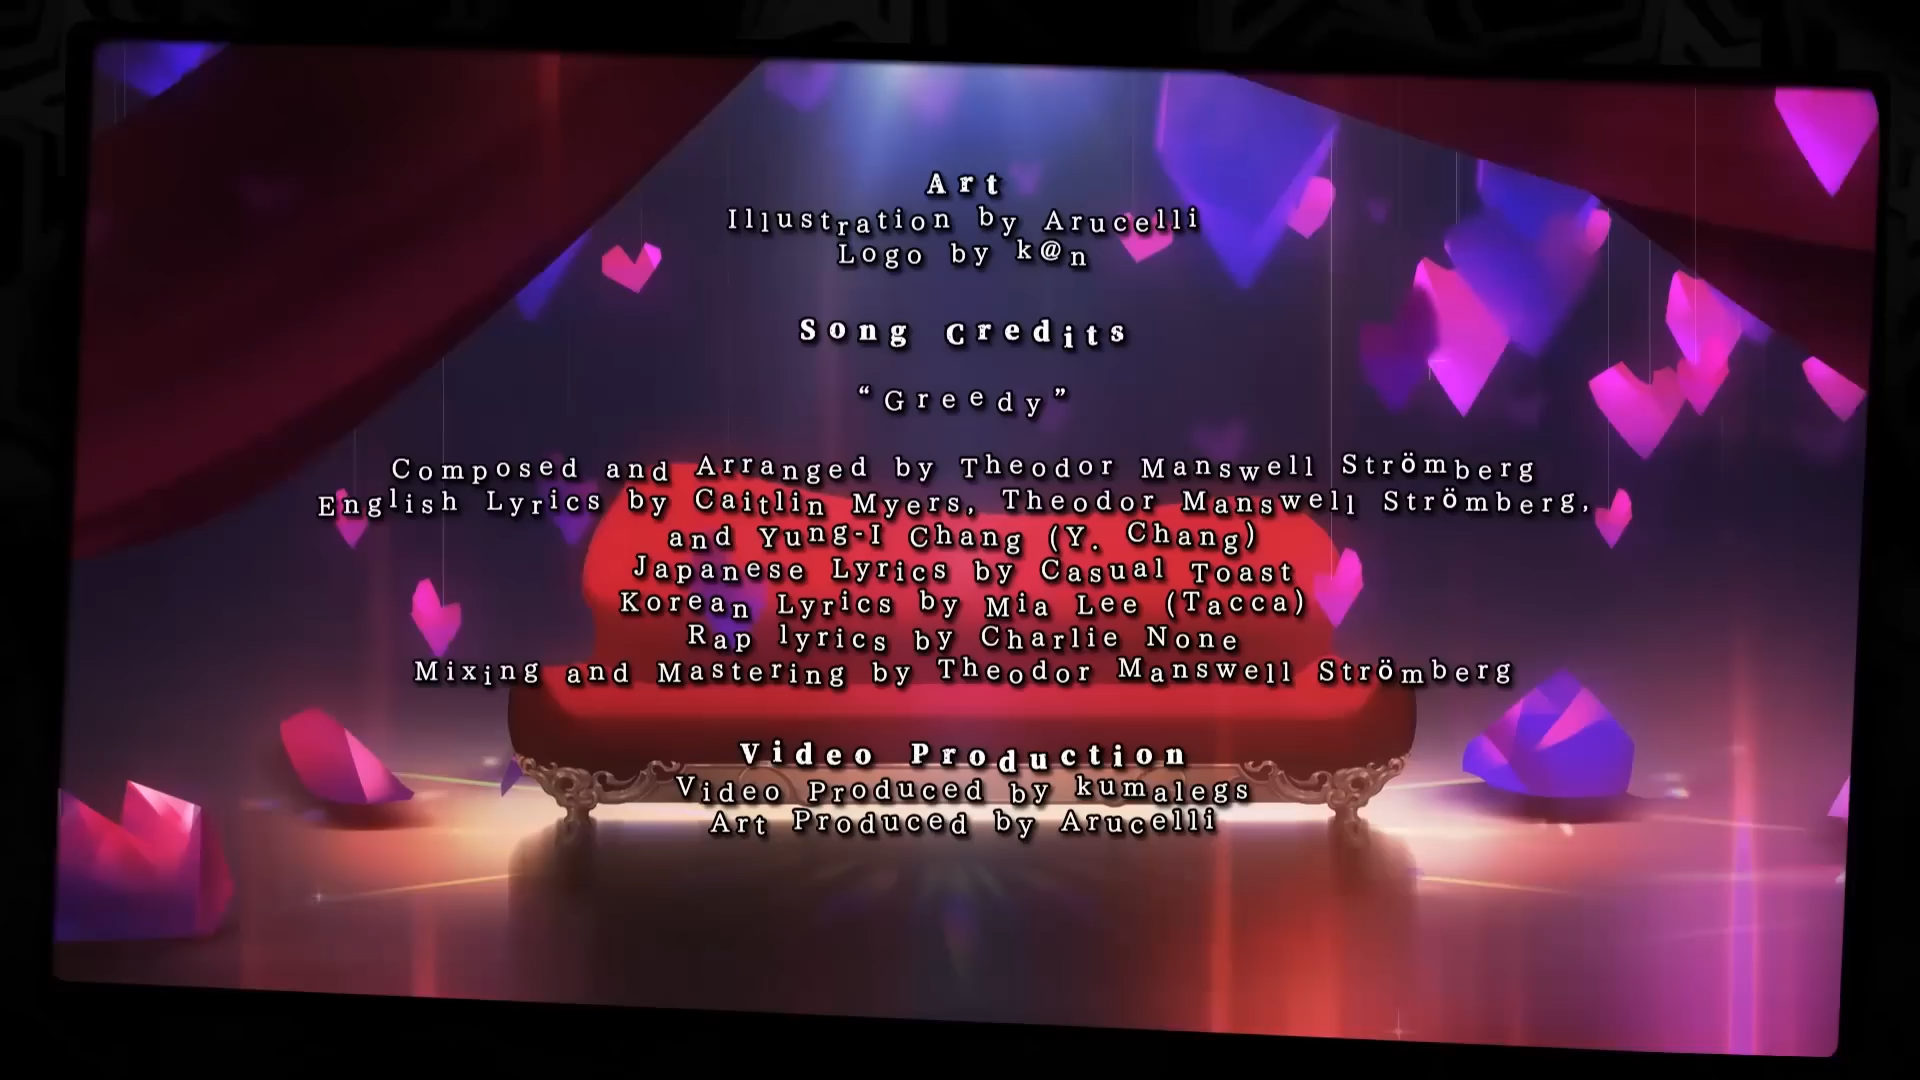 Art
Illustration by Arucelli
Logo by k@n
Song Credits
“Greedy”
Composed and Arranged by Theodor Manswell Strömberg
English Lyrics by Caitlin Myers, Theodor Manswell Strömberg,
and Yung-I Chang (Y. Chang)
Japanese Lyrics by Casual Toast
Korean Lyrics by Mia Lee (Tacca)
Rap lyrics by Charlie None
Mixing and Mastering by Theodor Manswell Strömberg
Video Production
Video Produced by kumalegs
Art Produced by Arucelli